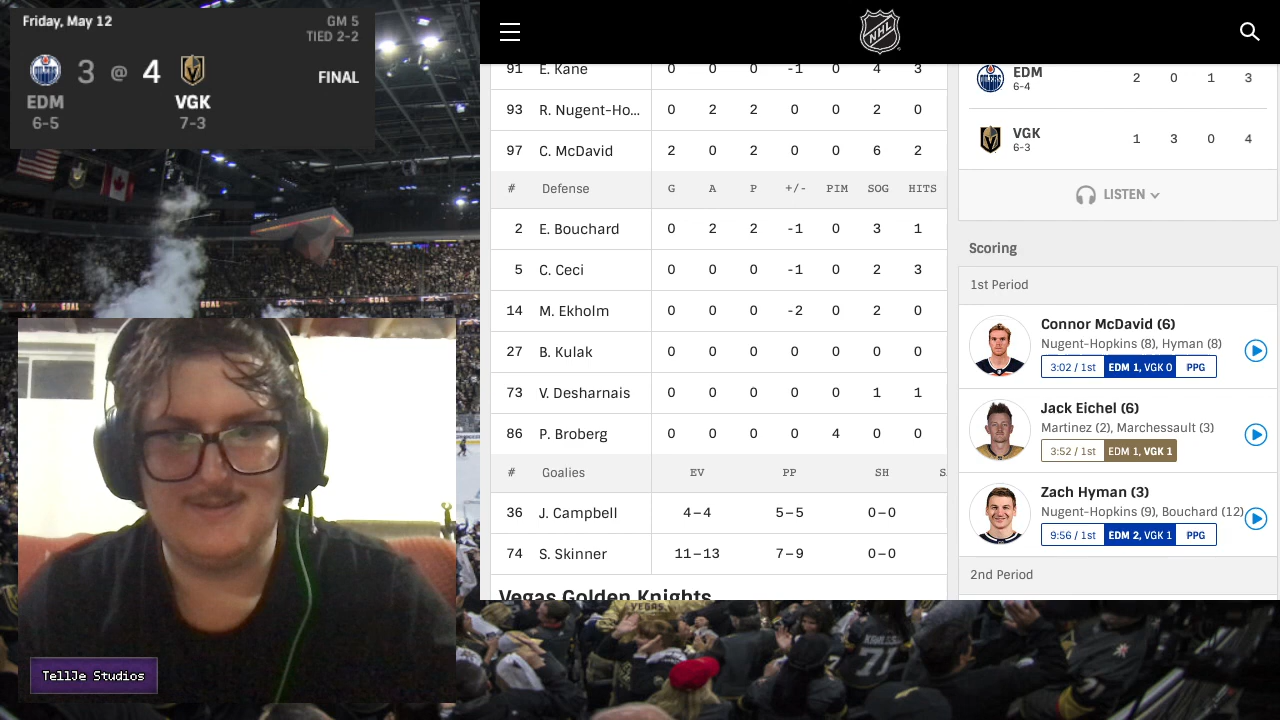 Friday, May 12
GM 5
TIED 2-2
3 @ 4
FINAL
EDM
VGK
6-5
7-3
NHL
91 E. Kane 0 0 0 -1 0 4 3
93 R. Nugent-Ho... 0 2 2 0 0 2 0
97 C. McDavid 2 0 2 0 0 6 2
# Defense G A P +/- PIM SOG HITS
2 E. Bouchard 0 2 2 -1 0 3 1
5 C. Ceci 0 0 0 -1 0 2 3
14 M. Ekholm 0 0 0 -2 0 2 0
27 B. Kulak 0 0 0 0 0 0 0
73 V. Desharnais 0 0 0 0 0 1 1
86 P. Broberg 0 0 0 0 4 0 0
# Goalies EV PP SH
36 J. Campbell 4-4 5-5 0-0
74 S. Skinner 11-13 7-9 0-0
Vegas Golden Knights
EDM 2 0 1 3
6-4
VGK 1 3 0 4
6-3
LISTEN
Scoring
1st Period
Connor McDavid (6)
Nugent-Hopkins (8), Hyman (8)
3:02 / 1st EDM 1, VGK 0 PPG
Jack Eichel (6)
Martinez (2), Marchessault (3)
3:52 / 1st EDM 1, VGK 1
Zach Hyman (3)
Nugent-Hopkins (9), Bouchard (12)
9:56 / 1st EDM 2, VGK 1 PPG
2nd Period
GOAL
GOAL
GOAL
TellJe Studios
VEGAS
71